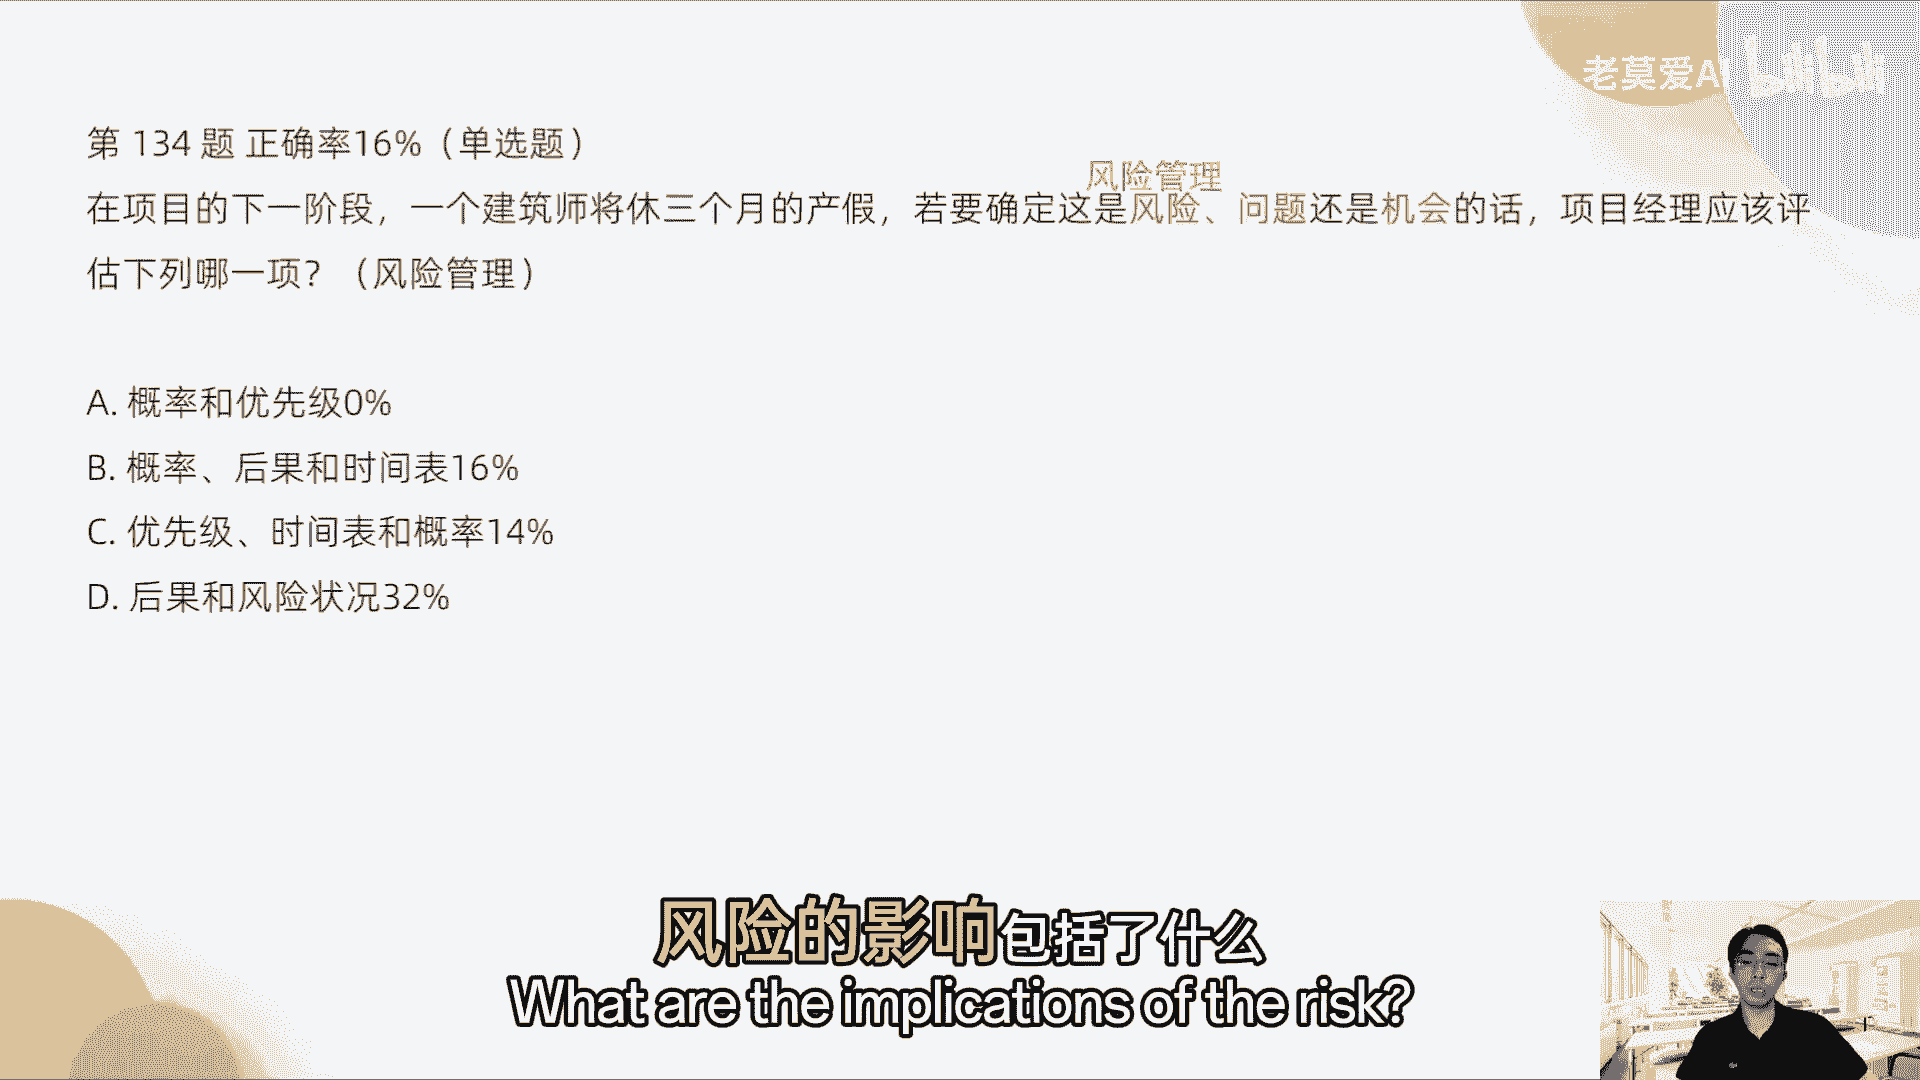 老莫爱AI bilibili
第 134 题 正确率16%（单选题）
风险管理
在项目的下一阶段，一个建筑师将休三个月的产假，若要确定这是风险、问题还是机会的话，项目经理应该评
估下列哪一项？（风险管理）
A. 概率和优先级0%
B. 概率、后果和时间表16%
C. 优先级、时间表和概率14%
D. 后果和风险状况32%
风险的影响包括了什么
What are the implications of the risk?